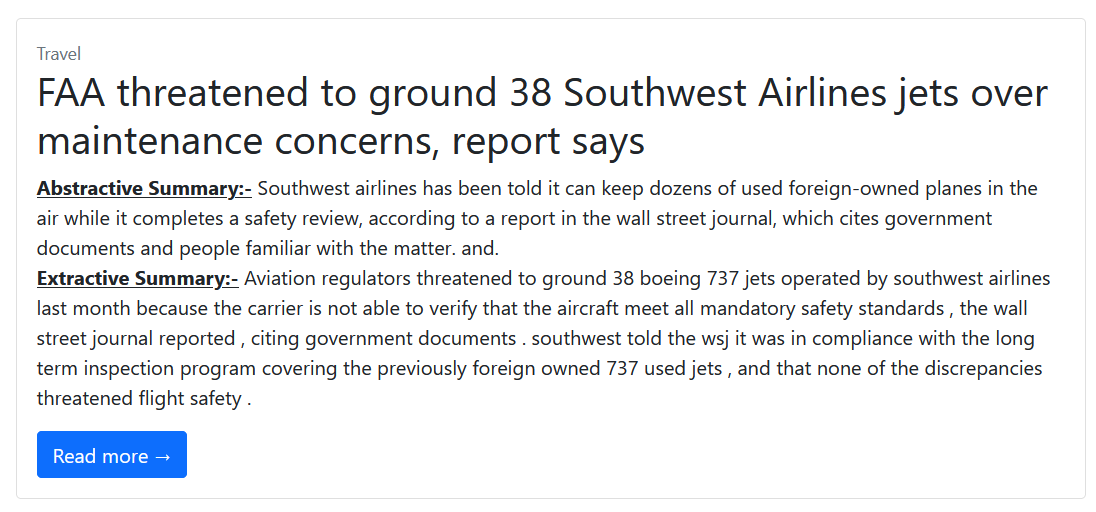 Travel
FAA threatened to ground 38 Southwest Airlines jets over
maintenance concerns, report says
Abstractive Summary:- Southwest airlines has been told it can keep dozens of used foreign-owned planes in the
air while it completes a safety review, according to a report in the wall street journal, which cites government
documents and people familiar with the matter. and.
Extractive Summary:- Aviation regulators threatened to ground 38 boeing 737 jets operated by southwest airlines
last month because the carrier is not able to verify that the aircraft meet all mandatory safety standards , the wall
street journal reported , citing government documents . southwest told the wsj it was in compliance with the long
term inspection program covering the previously foreign owned 737 used jets , and that none of the discrepancies
threatened flight safety .
Read more →